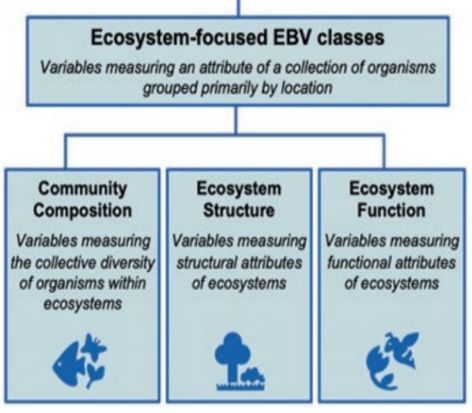 Ecosystem-focused EBV classes
Variables measuring an attribute of a collection of organisms
grouped primarily by location
Community
Composition
Variables measuring
the collective diversity
of organisms within
ecosystems
Ecosystem
Structure
Variables measuring
structural attributes
of ecosystems
Ecosystem
Function
Variables measuring
functional attributes
of ecosystems